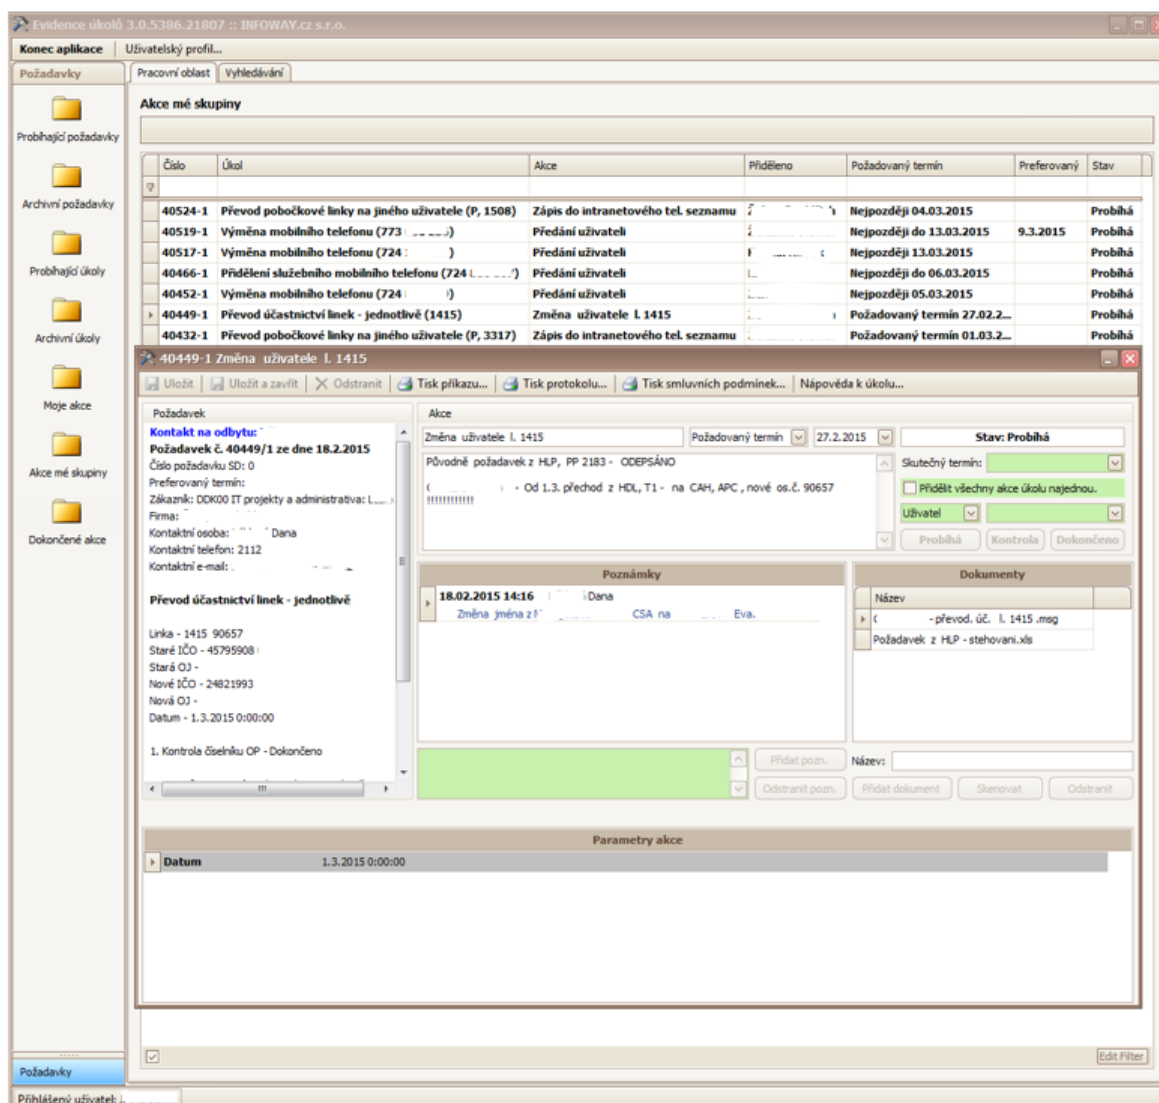 Evidence úkolů 3.0.5386.21807 :: INFOWAY.cz s.r.o.
Konec aplikace Uživatelský profil...
Požadavky
Pracovní oblast Vyhledávání
Akce mé skupiny
Probíhající požadavky
Archivní požadavky
Probíhající úkoly
Archivní úkoly
Moje akce
Akce mé skupiny
Dokončené akce
Číslo Úkol Akce Přiděleno Požadovaný termín Preferovaný Stav
40524-1 Převod pobočkové linky na jiného uživatele (P, 1508) Zápis do intranetového tel. seznamu Nejpozději 04.03.2015 Probíhá
40519-1 Výměna mobilního telefonu (773 ) Předání uživateli Nejpozději do 13.03.2015 9.3.2015 Probíhá
40517-1 Výměna mobilního telefonu (724 ) Předání uživateli Nejpozději 13.03.2015 Probíhá
40466-1 Přidělení služebního mobilního telefonu (724 ) Předání uživateli Nejpozději do 06.03.2015 Probíhá
40452-1 Výměna mobilního telefonu (724 ) Předání uživateli Nejpozději 05.03.2015 Probíhá
40449-1 Převod účastnictví linek - jednotlivě (1415) Změna uživatele l. 1415 Požadovaný termín 27.02.2... Probíhá
40432-1 Převod pobočkové linky na jiného uživatele (P, 3317) Zápis do intranetového tel. seznamu Požadovaný termín 01.03.2... Probíhá
40449-1 Změna uživatele l. 1415
Uložit Uložit a zavřít Odstranit Tisk příkazu... Tisk protokolu... Tisk smluvních podmínek... Nápověda k úkolu...
Požadavek
Kontakt na odbytu:
Požadavek č. 40449/1 ze dne 18.2.2015
Číslo požadavku SD: 0
Preferovaný termín:
Zákazník: DDK00 IT projekty a administrativa:
Firma:
Kontaktní osoba: Dana
Kontaktní telefon: 2112
Kontaktní e-mail:
Převod účastnictví linek - jednotlivě
Linka - 1415 90657
Staré IČO - 45795908
Stará OJ -
Nové IČO - 24821993
Nová OJ -
Datum - 1.3.2015 0:00:00
1. Kontrola číselníku OP - Dokončeno
Akce
Změna uživatele l. 1415 Požadovaný termín 27.2.2015 Stav: Probíhá
Původně požadavek z HLP, PP 2183 - ODEPSÁNO
- Od 1.3. přechod z HDL, T1 - na CAH, APC , nové os.č. 90657
!!!!!!!!!!!!
Skutečný termín:
Přidělit všechny akce úkolu najednou.
Uživatel
Probíhá Kontrola Dokončeno
Poznámky
18.02.2015 14:16 Dana
Změna jména z CSA na Eva.
Dokumenty
Název
- převod. úč. l. 1415 .msg
Požadavek z HLP - stehovani.xls
Přidat pozn.
Odstranit pozn.
Název:
Přidat dokument Skenovat Odstranit
Parametry akce
Datum 1.3.2015 0:00:00
Edit Filter
Požadavky
Přihlášený uživatel: